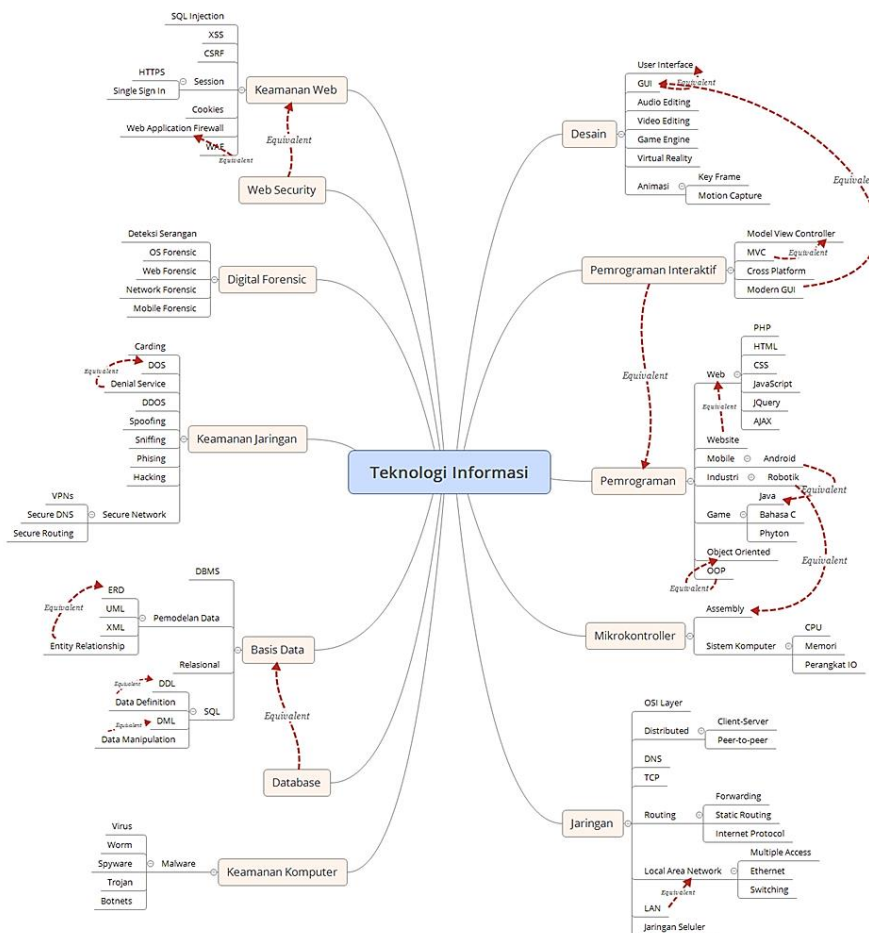 SQL Injection
XSS
CSRF
HTTPS
Single Sign In
Session
Cookies
Web Application Firewall
WAF
Equivalent
Keamanan Web
Equivalent
Web Security
Deteksi Serangan
OS Forensic
Web Forensic
Network Forensic
Mobile Forensic
Digital Forensic
Carding
DOS
Equivalent
Denial Service
DDOS
Spoofing
Sniffing
Phising
Hacking
VPNs
Secure DNS
Secure Routing
Secure Network
Keamanan Jaringan
DBMS
ERD
UML
XML
Entity Relationship
Equivalent
Pemodelan Data
Relasional
DDL
Equivalent
Data Definition
DML
Equivalent
Data Manipulation
SQL
Basis Data
Equivalent
Database
Virus
Worm
Spyware
Trojan
Botnets
Malware
Keamanan Komputer
Teknologi Informasi
Desain
User Interface
Equivalent
GUI
Audio Editing
Video Editing
Game Engine
Virtual Reality
Animasi
Key Frame
Motion Capture
Equivale
Pemrograman Interaktif
Model View Controller
MVC
Equivalent
Cross Platform
Modern GUI
Equivalent
Pemrograman
Web
PHP
HTML
CSS
JavaScript
JQuery
AJAX
Equivalent
Website
Mobile
Android
Industri
Robotik
Game
Java
Equivalent
Bahasa C
Phyton
Object Oriented
OOP
Equivalent
Equivalent
Mikrokontroller
Assembly
Sistem Komputer
CPU
Memori
Perangkat IO
Jaringan
OSI Layer
Distributed
Client-Server
Peer-to-peer
DNS
TCP
Routing
Forwarding
Static Routing
Internet Protocol
Local Area Network
Multiple Access
Ethernet
Switching
Equivalent
LAN
Jaringan Seluler